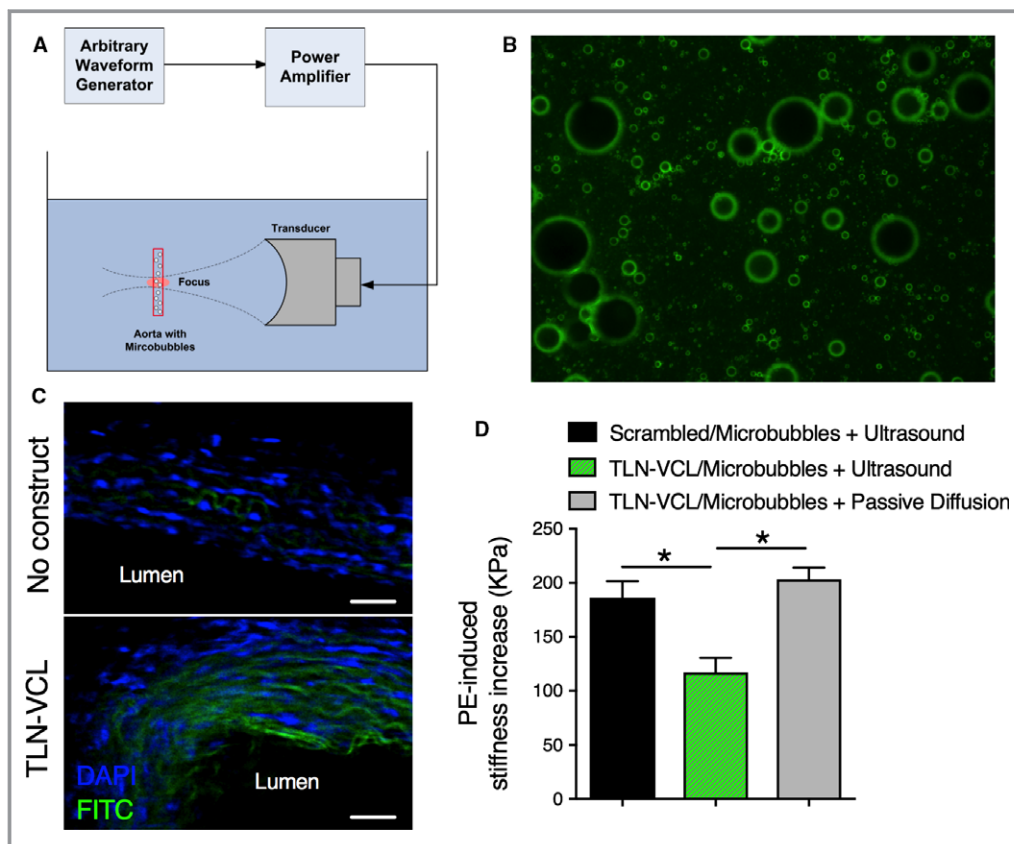 A
Arbitrary
Waveform
Generator
Power
Amplifier
Transducer
Focus
Aorta with
Mircobubbles
B
C
No construct
Lumen
TLN-VCL
Lumen
DAPI
FITC
D
Scrambled/Microbubbles + Ultrasound
TLN-VCL/Microbubbles + Ultrasound
TLN-VCL/Microbubbles + Passive Diffusion
PE-induced
stiffness increase (KPa)
250
200
150
100
50
0
*
*